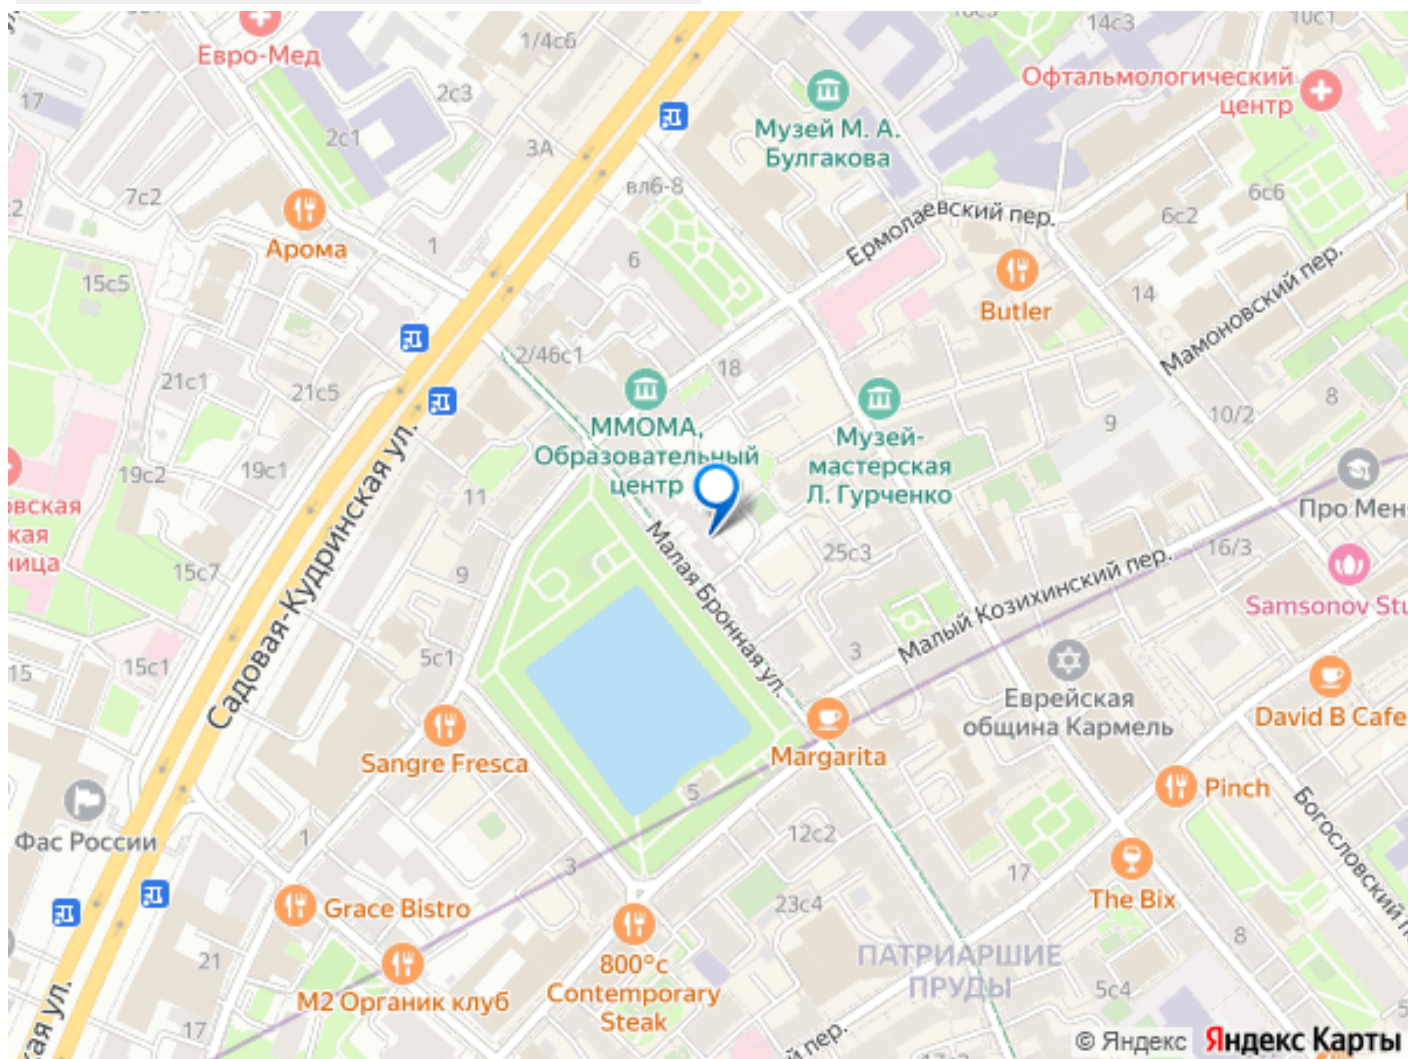 Евро-Мед
1/4с6
14с3
10с1
17
2с3
2с1
3А
Музей М. А.
Булгакова
Офтальмологический
центр
7с2
вл6-8
Арома
1
6
Ермолаевский пер.
6с2
6с6
15с5
Butler
14
Мамоновский пер.
2/46с1
18
21с1
21с5
ММОМА,
Образовательный
центр
Музей-
мастерская
Л. Гурченко
9
10/2
8
19с2
19с1
11
Садовая-Кудринская ул.
Про Мен
15с7
9
Малая Бронная ул.
25с3
16/3
Малый Козихинский пер.
Samsonov Stu
15
15с1
5с1
3
Еврейская
община Кармель
David B Cafe
Sangre Fresca
Margarita
5
Pinch
Фас России
1
3
12с2
Богословский п
17
The Bix
Grace Bistro
23с4
8
21
800°с
Contemporary
Steak
М2 Органик клуб
ПАТРИАРШИЕ
ПРУДЫ
5с4
17
кая ул.
пер.
17с3
© Яндекс Яндекс Карты